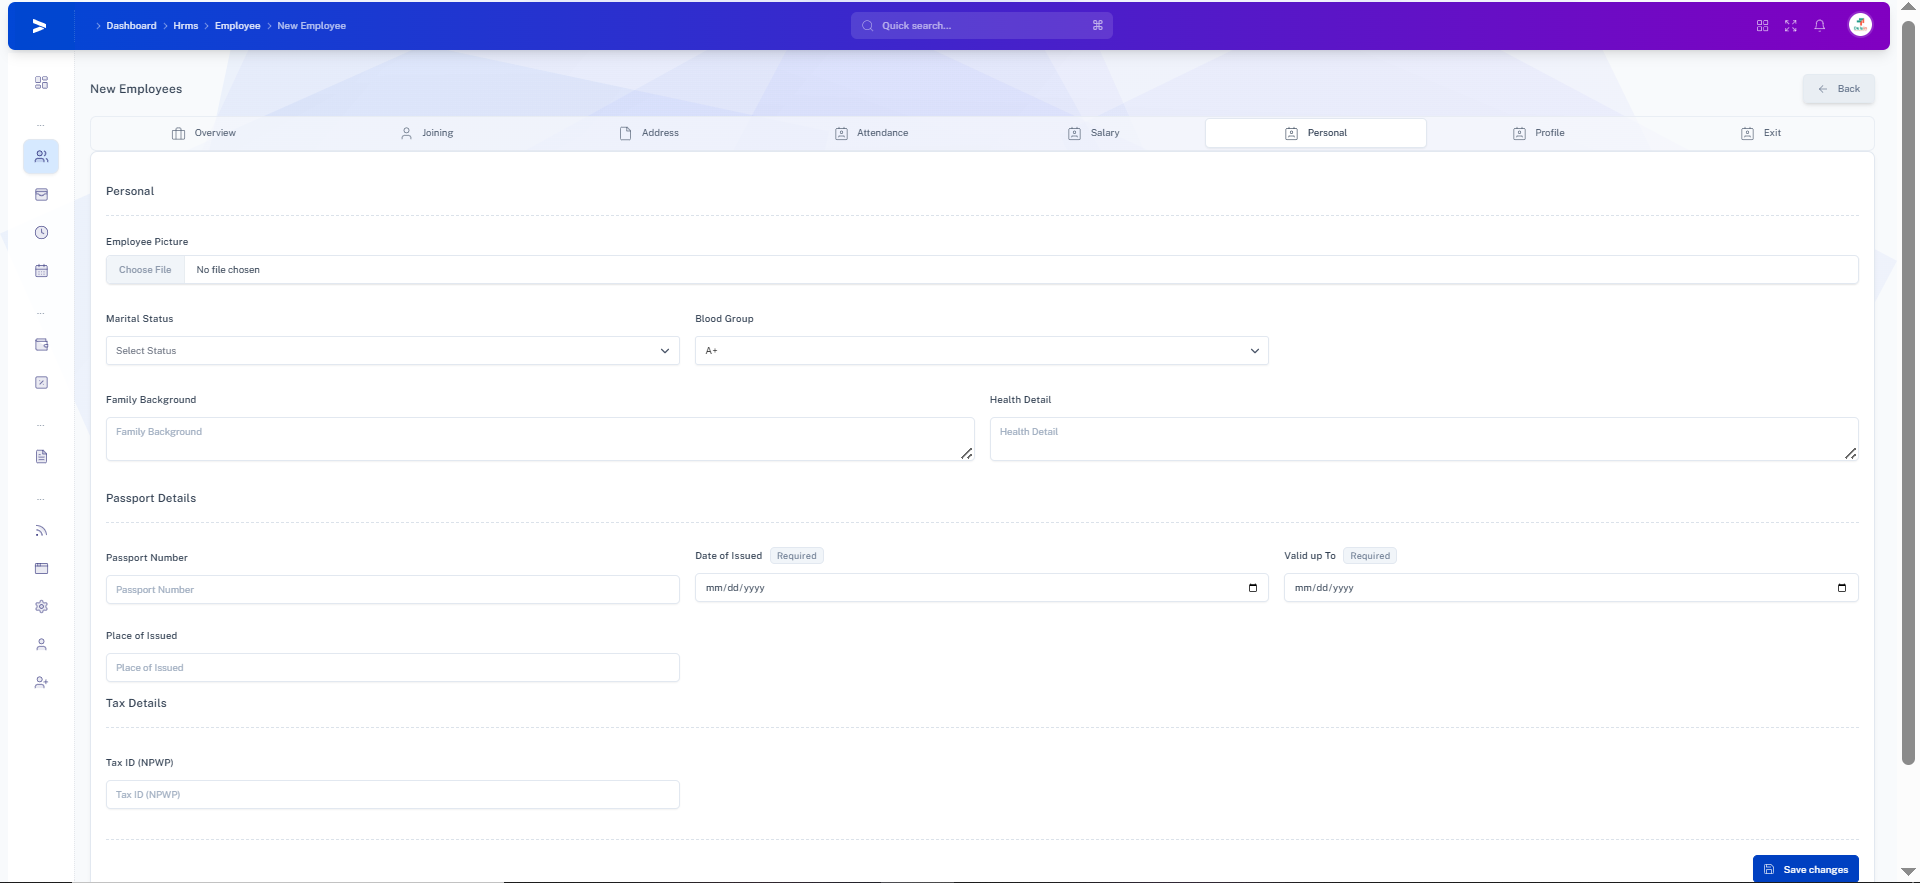 Dashboard Hrms Employee New Employee
Quick search...
New Employees
Back
Overview
Joining
Address
Attendance
Salary
Personal
Profile
Exit
Personal
Employee Picture
Choose File No file chosen
Marital Status
Blood Group
Select Status
A+
Family Background
Health Detail
Family Background
Health Detail
Passport Details
Passport Number
Date of Issued Required
Valid up To Required
Passport Number
mm/dd/yyyy
mm/dd/yyyy
Place of Issued
Place of Issued
Tax Details
Tax ID (NPWP)
Tax ID (NPWP)
Save changes